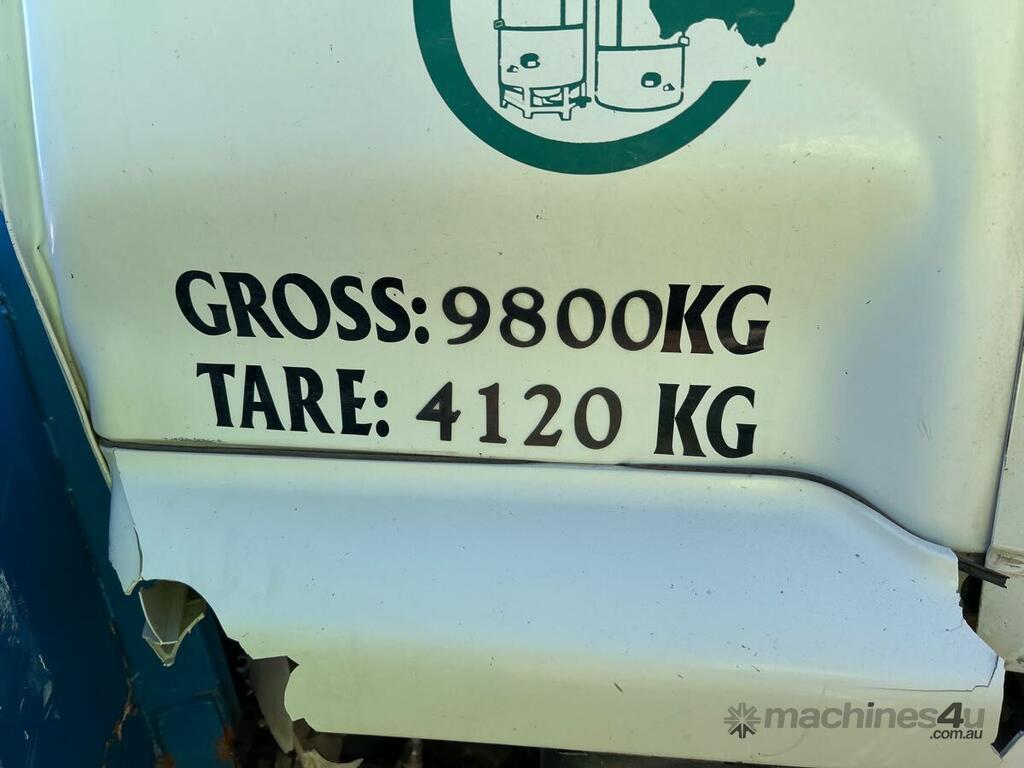 GROSS: 9800KG
TARE: 4120 KG
machines4u
.com.au